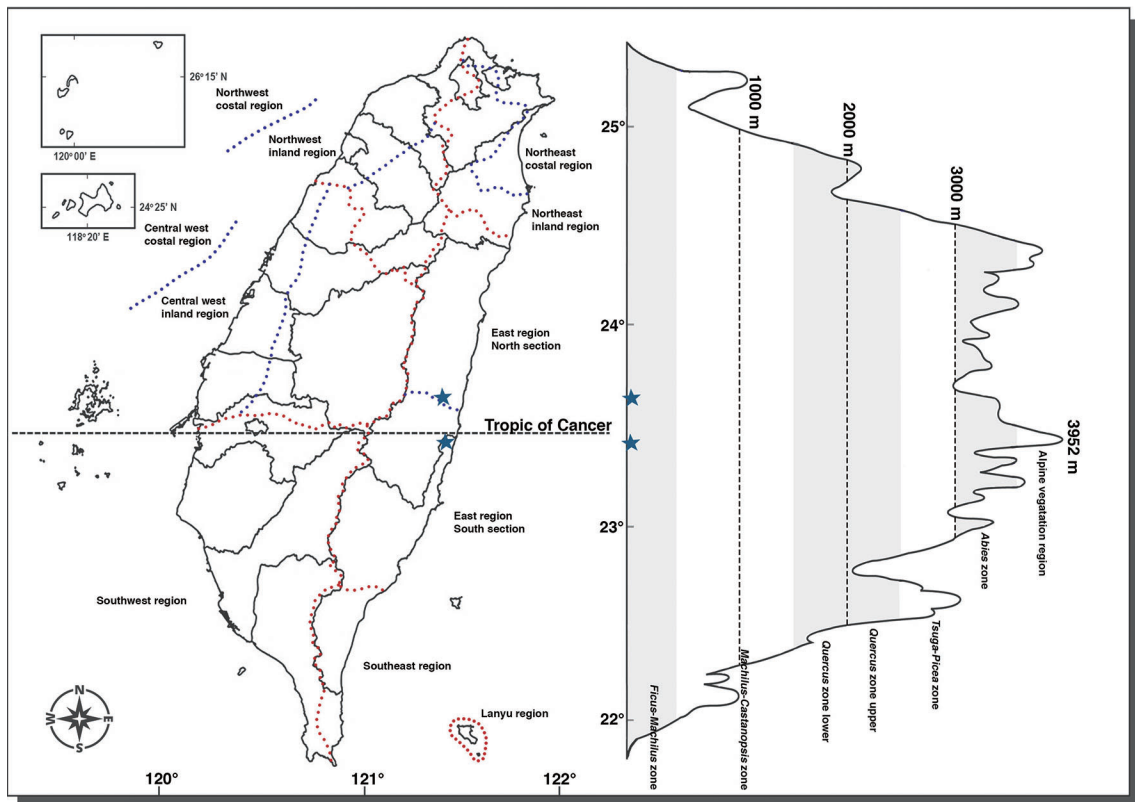 26°15' N
120°00' E
24°25' N
118°20' E
Northwest
costal region
Northwest
inland region
Northeast
costal region
Northeast
inland region
Central west
costal region
Central west
inland region
East region
North section
Tropic of Cancer
East region
South section
Southwest region
Southeast region
Lanyu region
N
W
E
S
120°
121°
122°
25°
24°
23°
22°
1000 m
2000 m
3000 m
3952 m
Alpine vegatation region
Abies zone
Tsuga-Picea zone
Quercus zone upper
Quercus zone lower
Machilus-Castanopsis zone
Ficus-Machilus zone